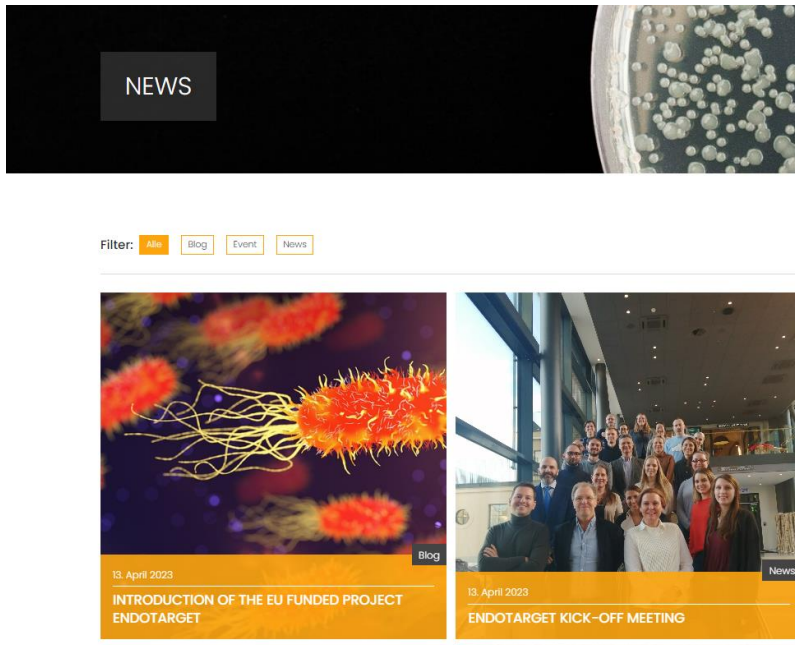 NEWS
Filter: Alle Blog Event News
Blog
13. April 2023
INTRODUCTION OF THE EU FUNDED PROJECT
ENDOTARGET
News
13. April 2023
ENDOTARGET KICK-OFF MEETING